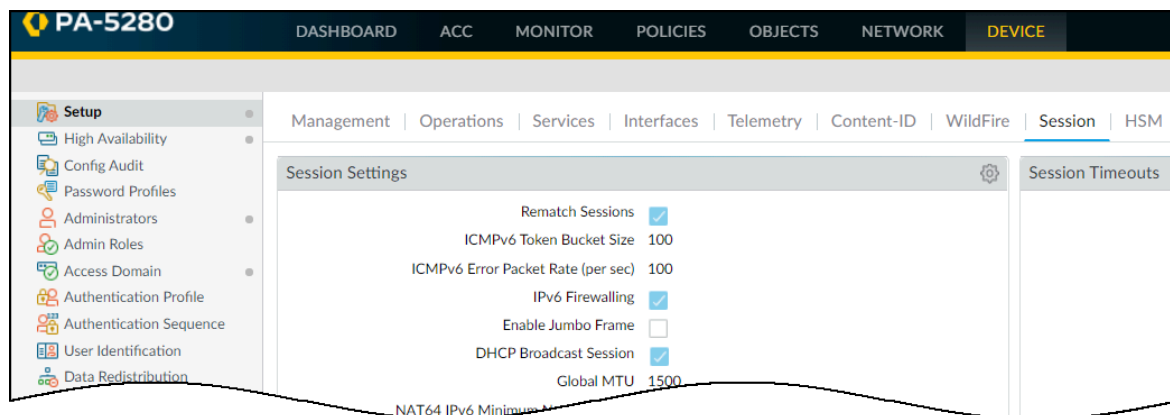 PA-5280
DASHBOARD ACC MONITOR POLICIES OBJECTS NETWORK DEVICE
Setup
High Availability
Config Audit
Password Profiles
Administrators
Admin Roles
Access Domain
Authentication Profile
Authentication Sequence
User Identification
Data Redistribution
Management | Operations | Services | Interfaces | Telemetry | Content-ID | WildFire | Session | HSM
Session Settings
Rematch Sessions
ICMPv6 Token Bucket Size 100
ICMPv6 Error Packet Rate (per sec) 100
IPv6 Firewalling
Enable Jumbo Frame
DHCP Broadcast Session
Global MTU 1500
NAT64 IPv6 Minimum
Session Timeouts